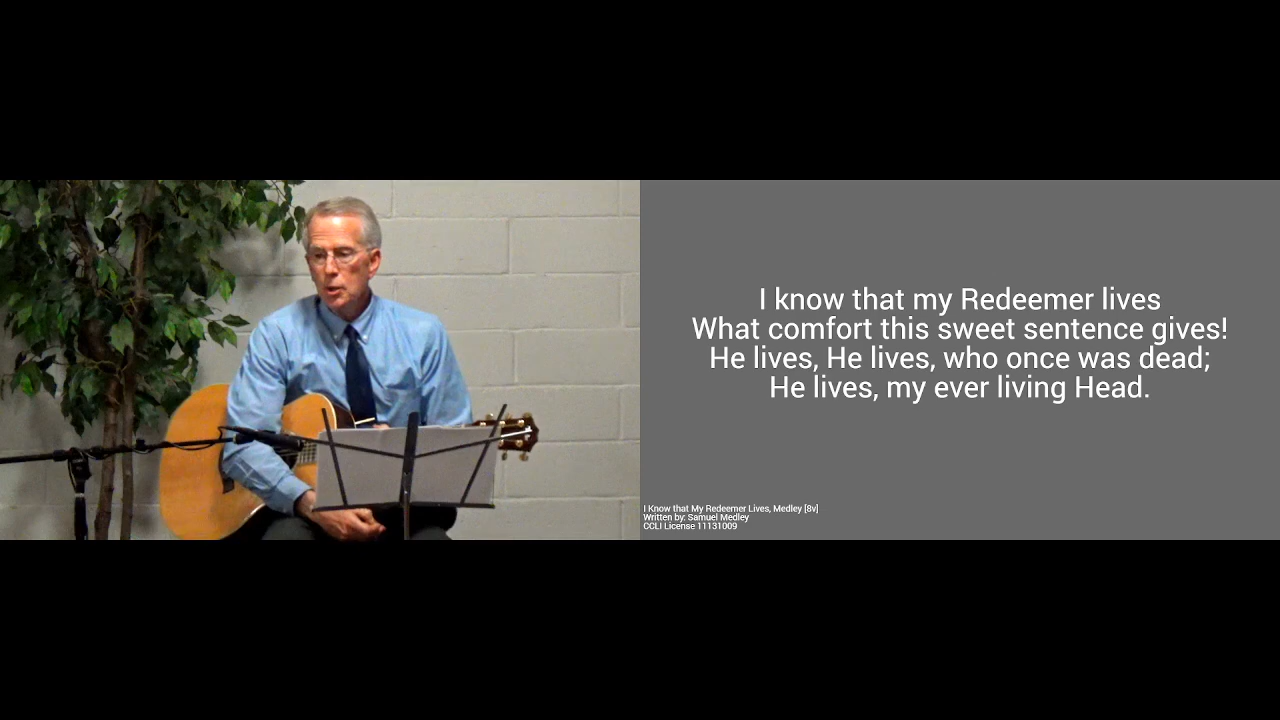 I know that my Redeemer lives
What comfort this sweet sentence gives!
He lives, He lives, who once was dead;
He lives, my ever living Head.
I Know that My Redeemer Lives, Medley [8v]
Written by: Samuel Medley
CCLI License 11131009